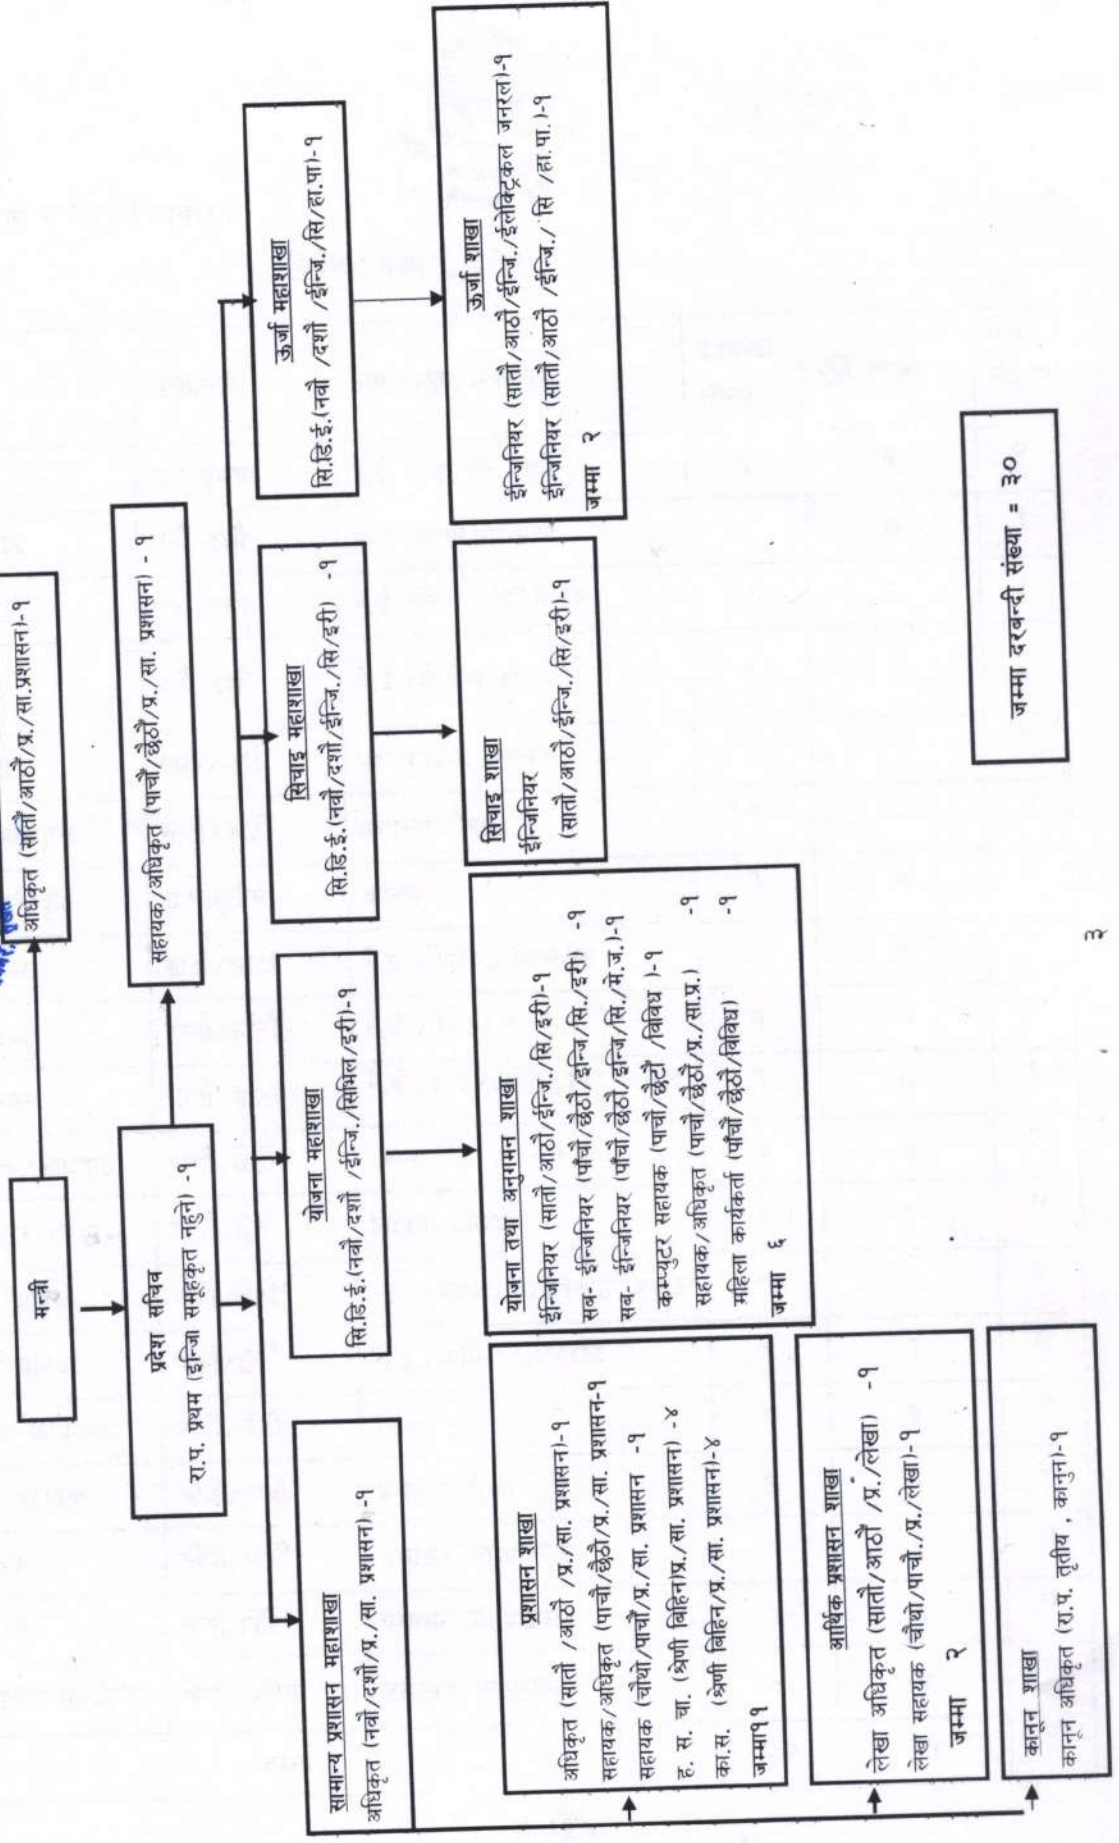 मन्त्री
अधिकृत (सातौं/आठौं/प्र./सा.प्रशासन)-१
प्रदेश सचिव
रा.प. प्रथम (इन्जि। समूहकृत नहुने) -१
सहायक/अधिकृत (पाचौं/छैठौं/प्र./सा. प्रशासन) - १
सामान्य प्रशासन महाशाखा
अधिकृत (नवौं/दशौं/प्र./सा. प्रशासन) -१
योजना महाशाखा
सि.डि.ई.(नवौं/दशौं /ईन्जि./सिभिल/इरी)-१
सिचाइ महाशाखा
सि.डि.ई.(नवौं/दशौं/ईन्जि./सि/इरी) -१
ऊर्जा महाशाखा
सि.डि.ई.(नवौं /दशौं /ईन्जि./सि/हा.पा)-१
प्रशासन शाखा
अधिकृत (सातौं /आठौं /प्र./सा. प्रशासन)-१
सहायक/अधिकृत (पाचौं/छैठौं/प्र./सा. प्रशासन-१
सहायक (चौथो/पाचौं/प्र./सा. प्रशासन -१
ह. स. चा. (श्रेणी बिहिन)प्र./सा. प्रशासन) -४
का.स. (श्रेणी बिहिन/प्र./सा. प्रशासन)-४
जम्मा११
योजना तथा अनुगमन शाखा
ईन्जिनियर (सातौं/आठौं/ईन्जि./सि/इरी)-१
सब- ईन्जिनियर (पाँचौं/छैठौं/इन्जि/सि./इरी) -१
सब- ईन्जिनियर (पाँचौं/छैठौं/इन्जि/सि./मे.ज.)-१
कम्प्युटर सहायक (पाचौं/छैटौं /विविध )-१
सहायक/अधिकृत (पाचौं/छैठौं/प्र./सा.प्र.) -१
महिला कार्यकर्ता (पाँचौं/छैठौं/विविध) -१
जम्मा ६
सिचाइ शाखा
ईन्जिनियर
(सातौं/आठौं/ईन्जि./सि/इरी)-१
ऊर्जा शाखा
ईन्जिनियर (सातौं/आठौं/ईन्जि./ईलेक्ट्रिकल जनरल)-१
ईन्जिनियर (सातौं/आठौं /ईन्जि./ सि /हा.पा.)-१
जम्मा २
आर्थिक प्रशासन शाखा
लेखा अधिकृत (सातौं/आठौं /प्र./लेखा) -१
लेखा सहायक (चौथो/पाचौं./प्र./लेखा)-१
जम्मा २
कानून शाखा
कानून अधिकृत (रा.प. तृतीय , कानुन)-१
जम्मा दरबन्दी संख्या = ३०
३